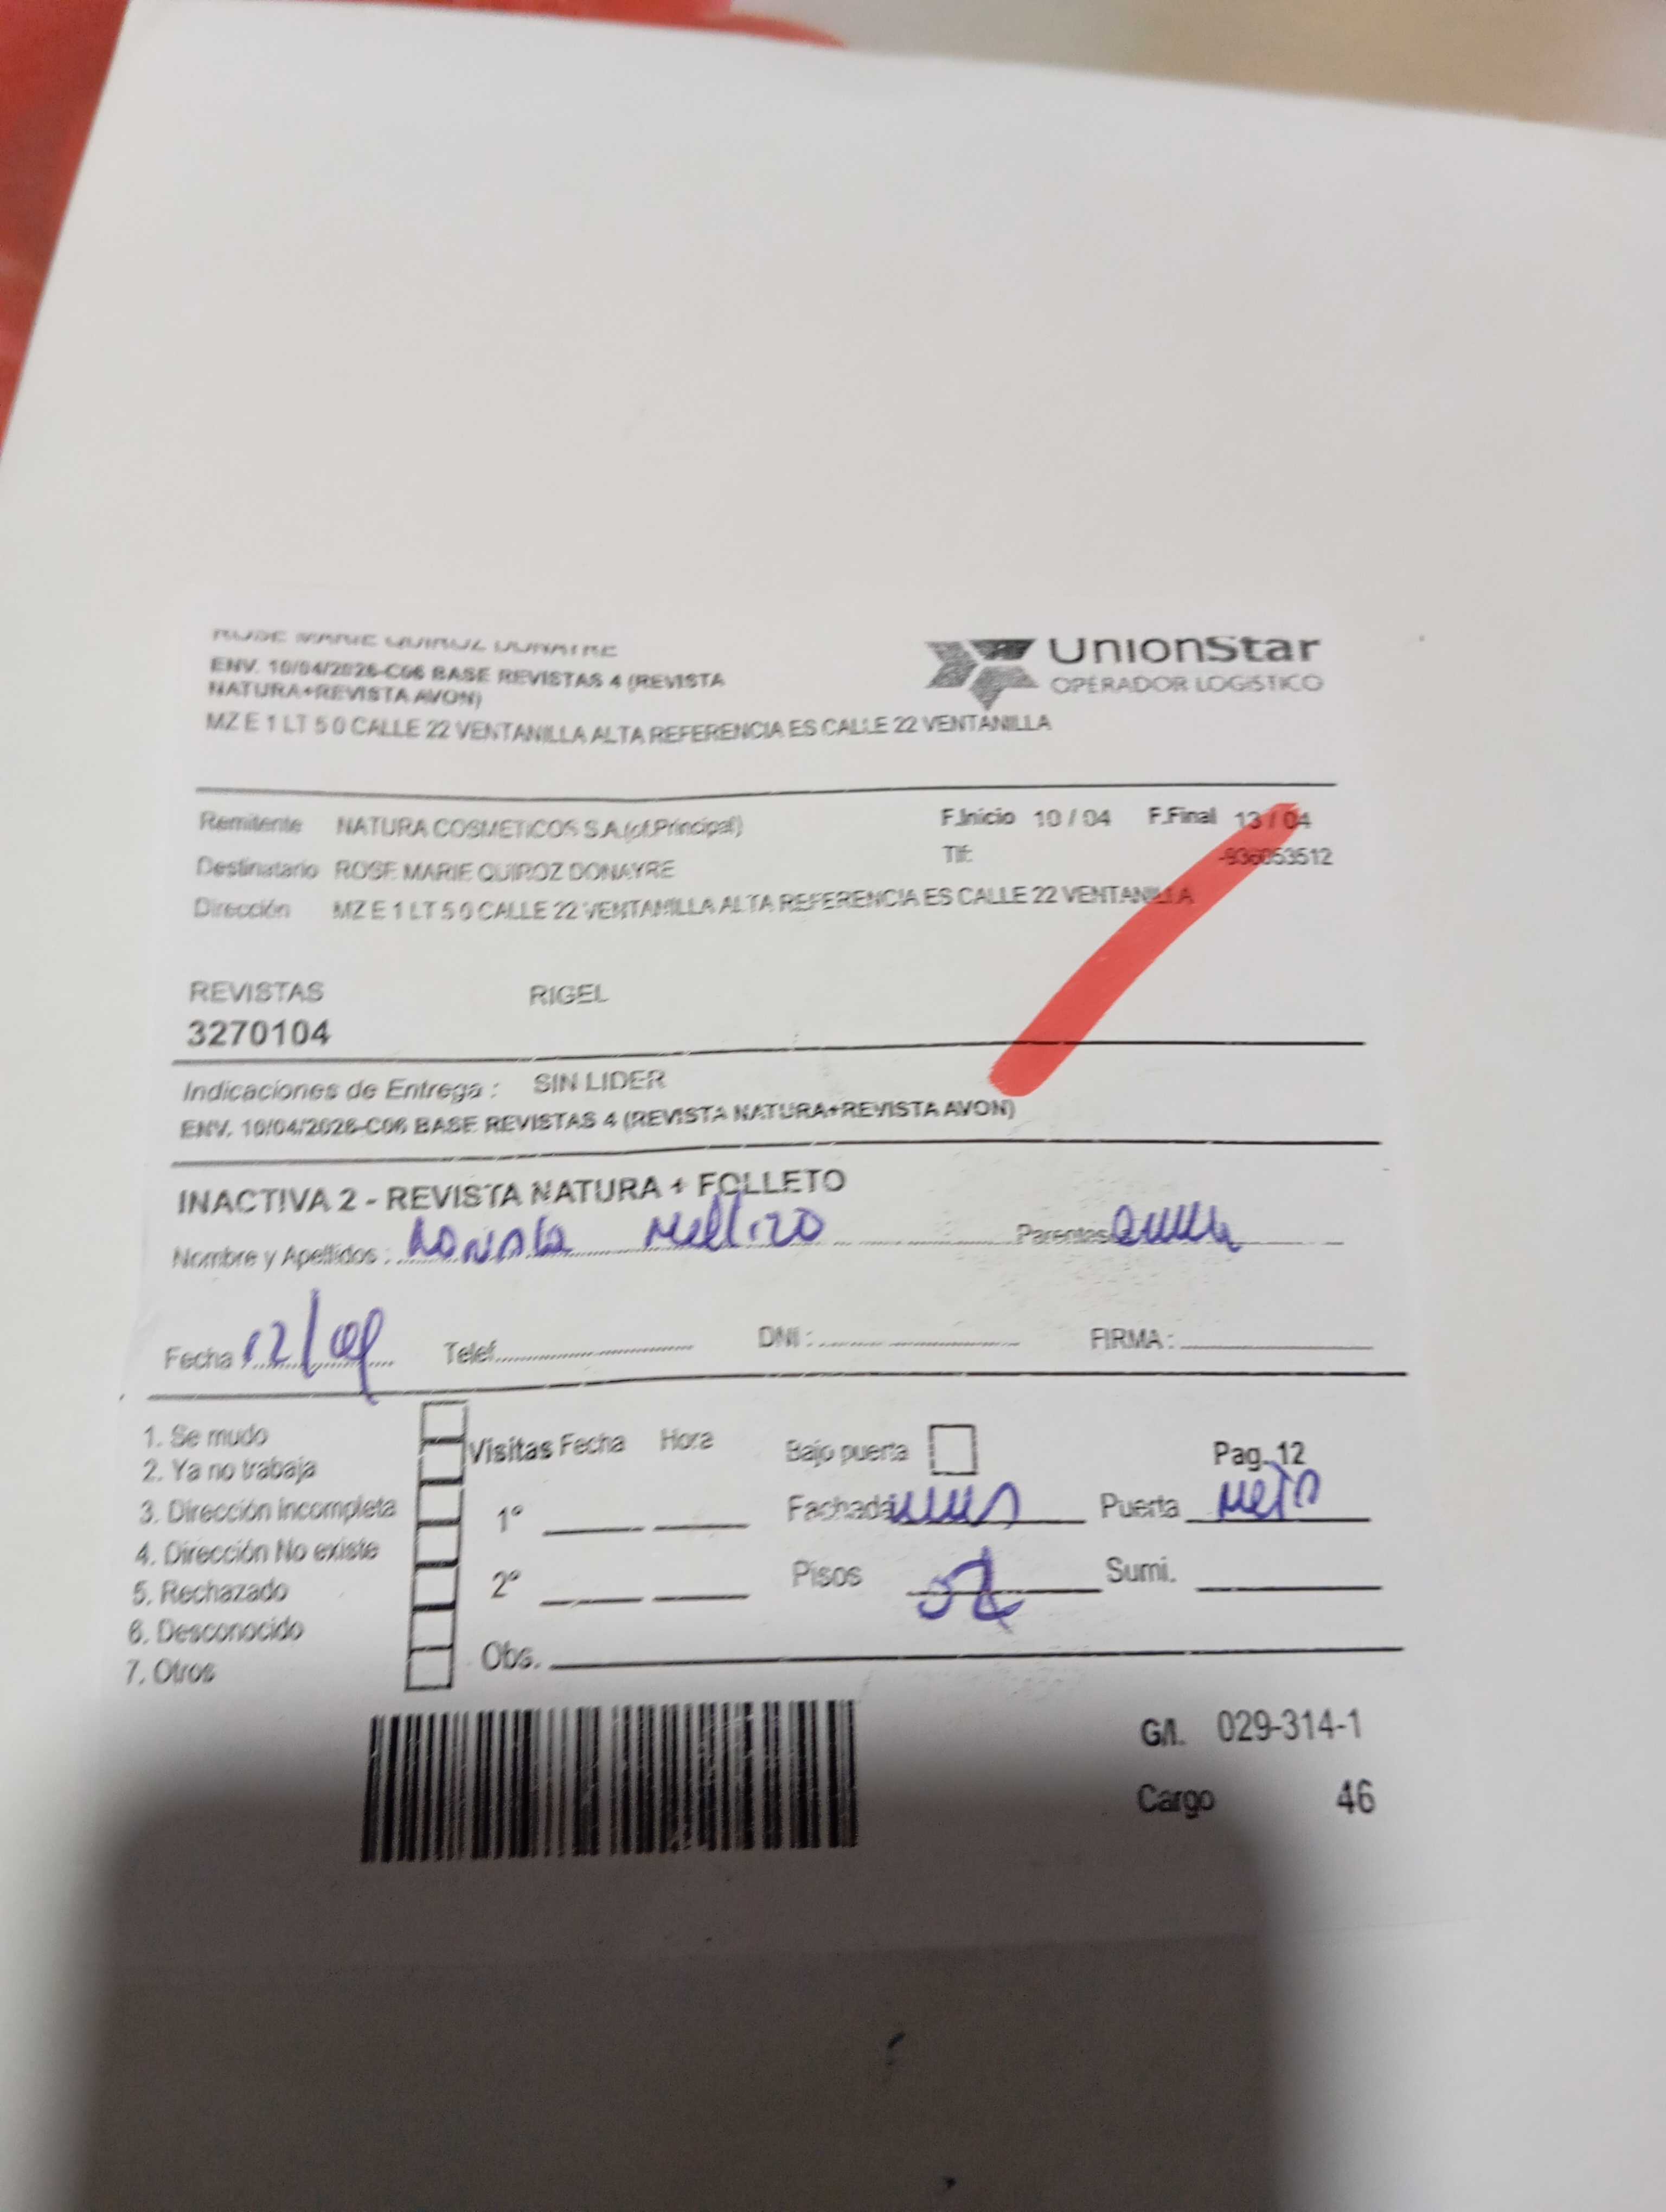 ROSE MARIE QUIROZ DONAYRE
ENV. 10/04/2026-C06 BASE REVISTAS 4 (REVISTA
NATURA+REVISTA AVON)
MZ E 1 LT 5 0 CALLE 22 VENTANILLA ALTA REFERENCIA ES CALLE 22 VENTANILLA
UnionStar
OPERADOR LOGISTICO
Remitente NATURA COSMETICOS S.A.(of.Principal) F.Inicio 10 / 04 F.Final 13 / 04
Destinatario ROSE MARIE QUIROZ DONAYRE Tlf: -936053512
Dirección MZ E 1 LT 5 0 CALLE 22 VENTANILLA ALTA REFERENCIA ES CALLE 22 VENTANILLA
REVISTAS RIGEL
3270104
Indicaciones de Entrega : SIN LIDER
ENV. 10/04/2026-C06 BASE REVISTAS 4 (REVISTA NATURA+REVISTA AVON)
INACTIVA 2 - REVISTA NATURA + FOLLETO
Nombre y Apellidos : Parentes
Fecha 12/04 Telef. DNI : FIRMA :
1. Se mudo
2. Ya no trabaja
3. Dirección Incompleta
4. Dirección No existe
5. Rechazado
6. Desconocido
7. Otros
Visitas Fecha Hora Bajo puerta Pag. 12
1° Fachada Puerta
2° Pisos Sumi.
Obs.
G/I. 029-314-1
Cargo 46